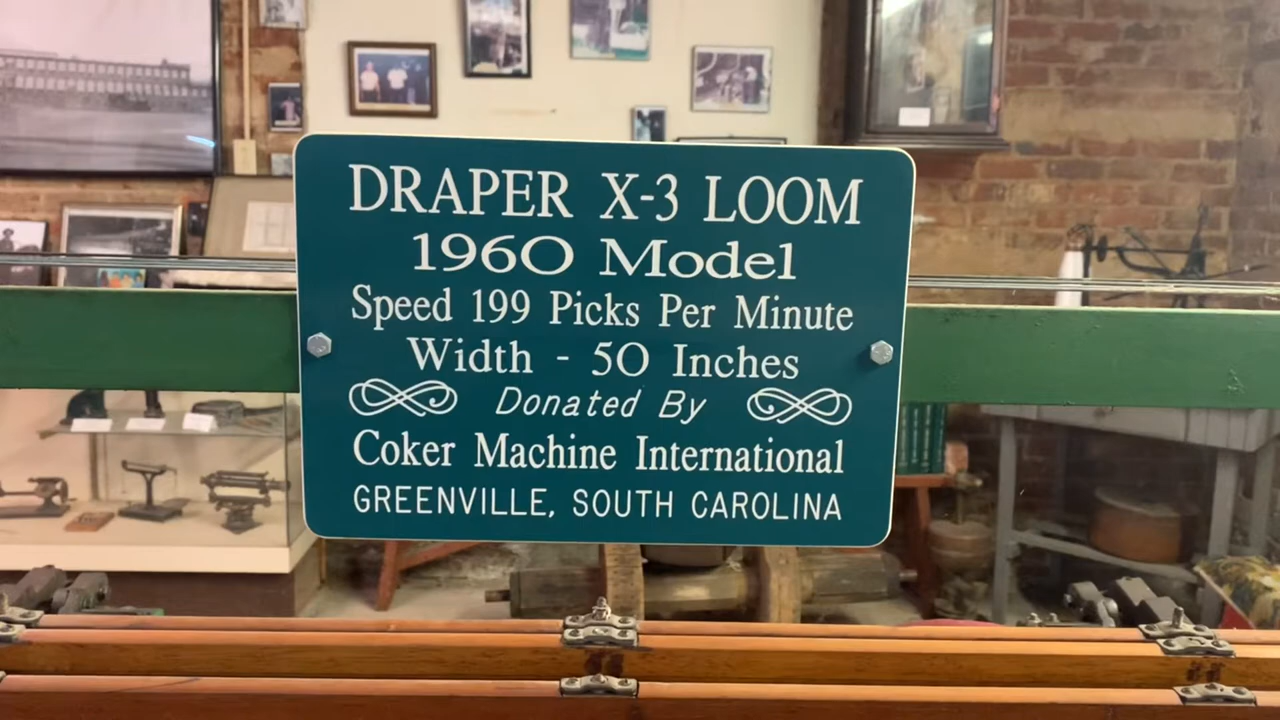 DRAPER X-3 LOOM
1960 Model
Speed 199 Picks Per Minute
Width - 50 Inches
Donated By
Coker Machine International
GREENVILLE, SOUTH CAROLINA